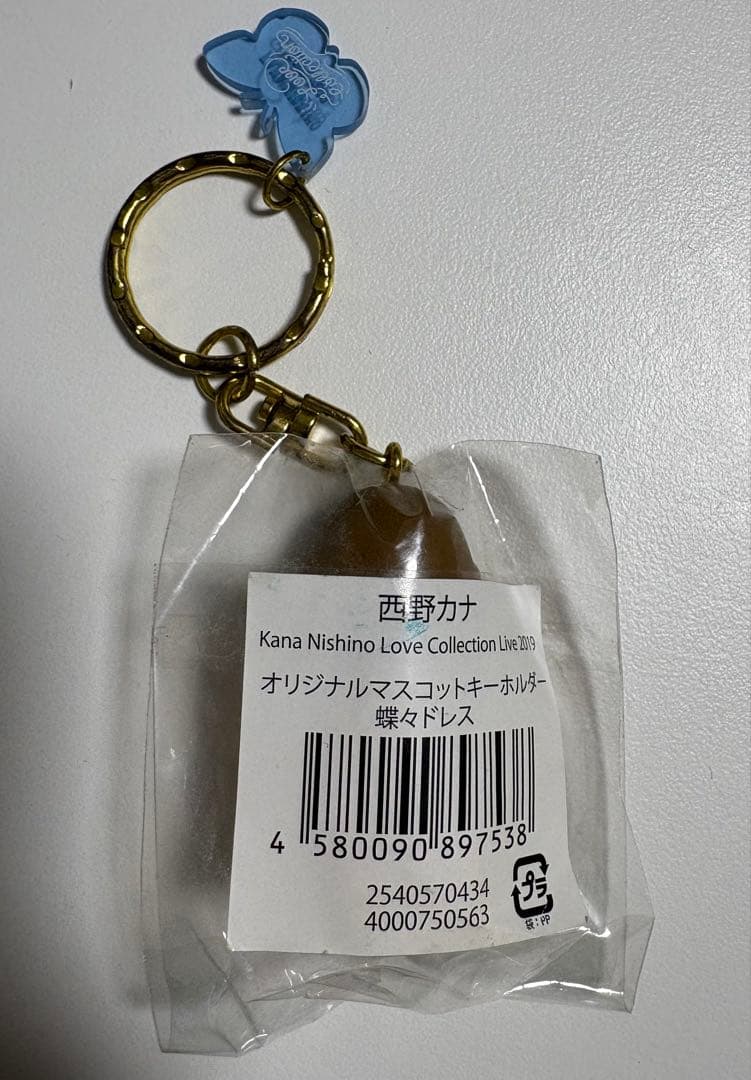 Love
Collection
西野カナ
Kana Nishino Love Collection Live 2019
オリジナルマスコットキーホルダー
蝶々ドレス
4 580090 897538
2540570434
4000750563
プラ
袋:PP